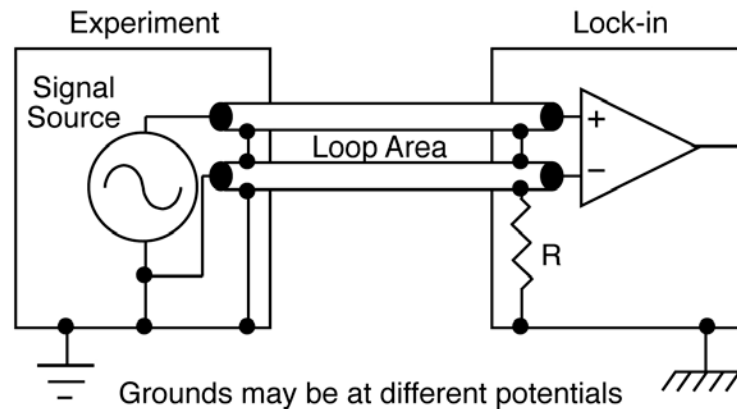 Experiment
Lock-in
Signal
Source
Loop Area
+
−
R
Grounds may be at different potentials